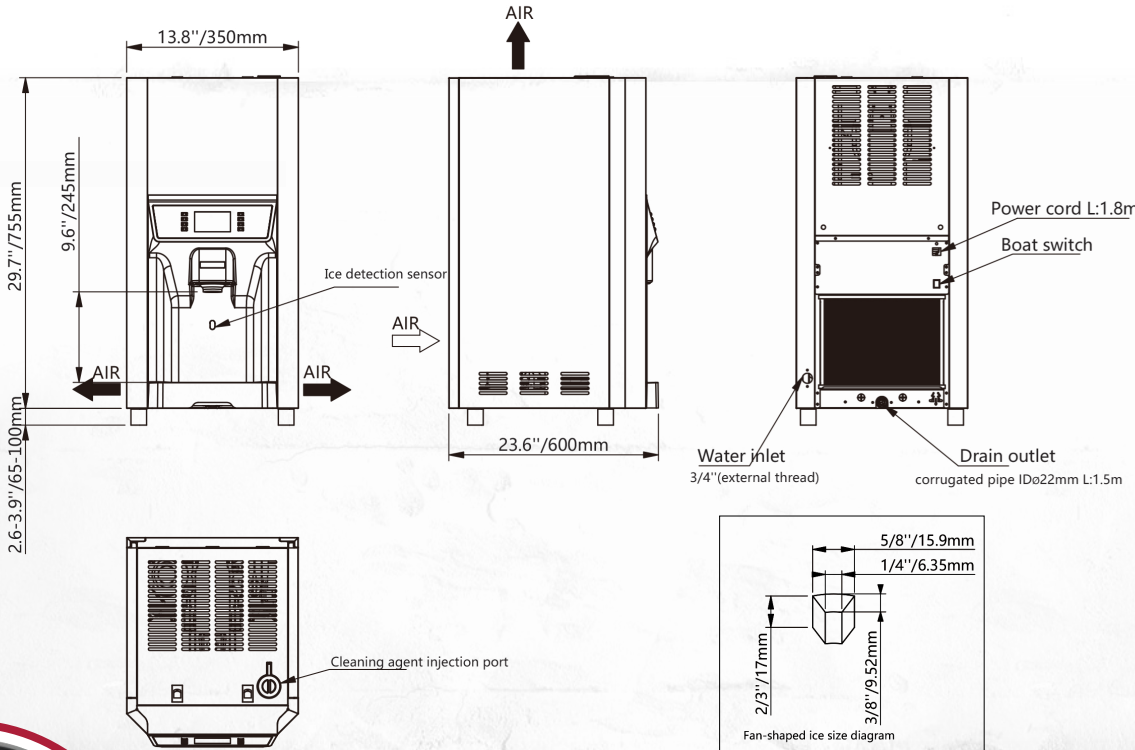 AIR
13.8''/350mm
29.7''/755mm
9.6''/245mm
Ice detection sensor
AIR
AIR
AIR
2.6-3.9''/65-100mm
23.6''/600mm
Power cord L:1.8m
Boat switch
Water inlet
3/4''(external thread)
Drain outlet
corrugated pipe IDø22mm L:1.5m
Cleaning agent injection port
5/8''/15.9mm
1/4''/6.35mm
2/3''/17mm
3/8''/9.52mm
Fan-shaped ice size diagram